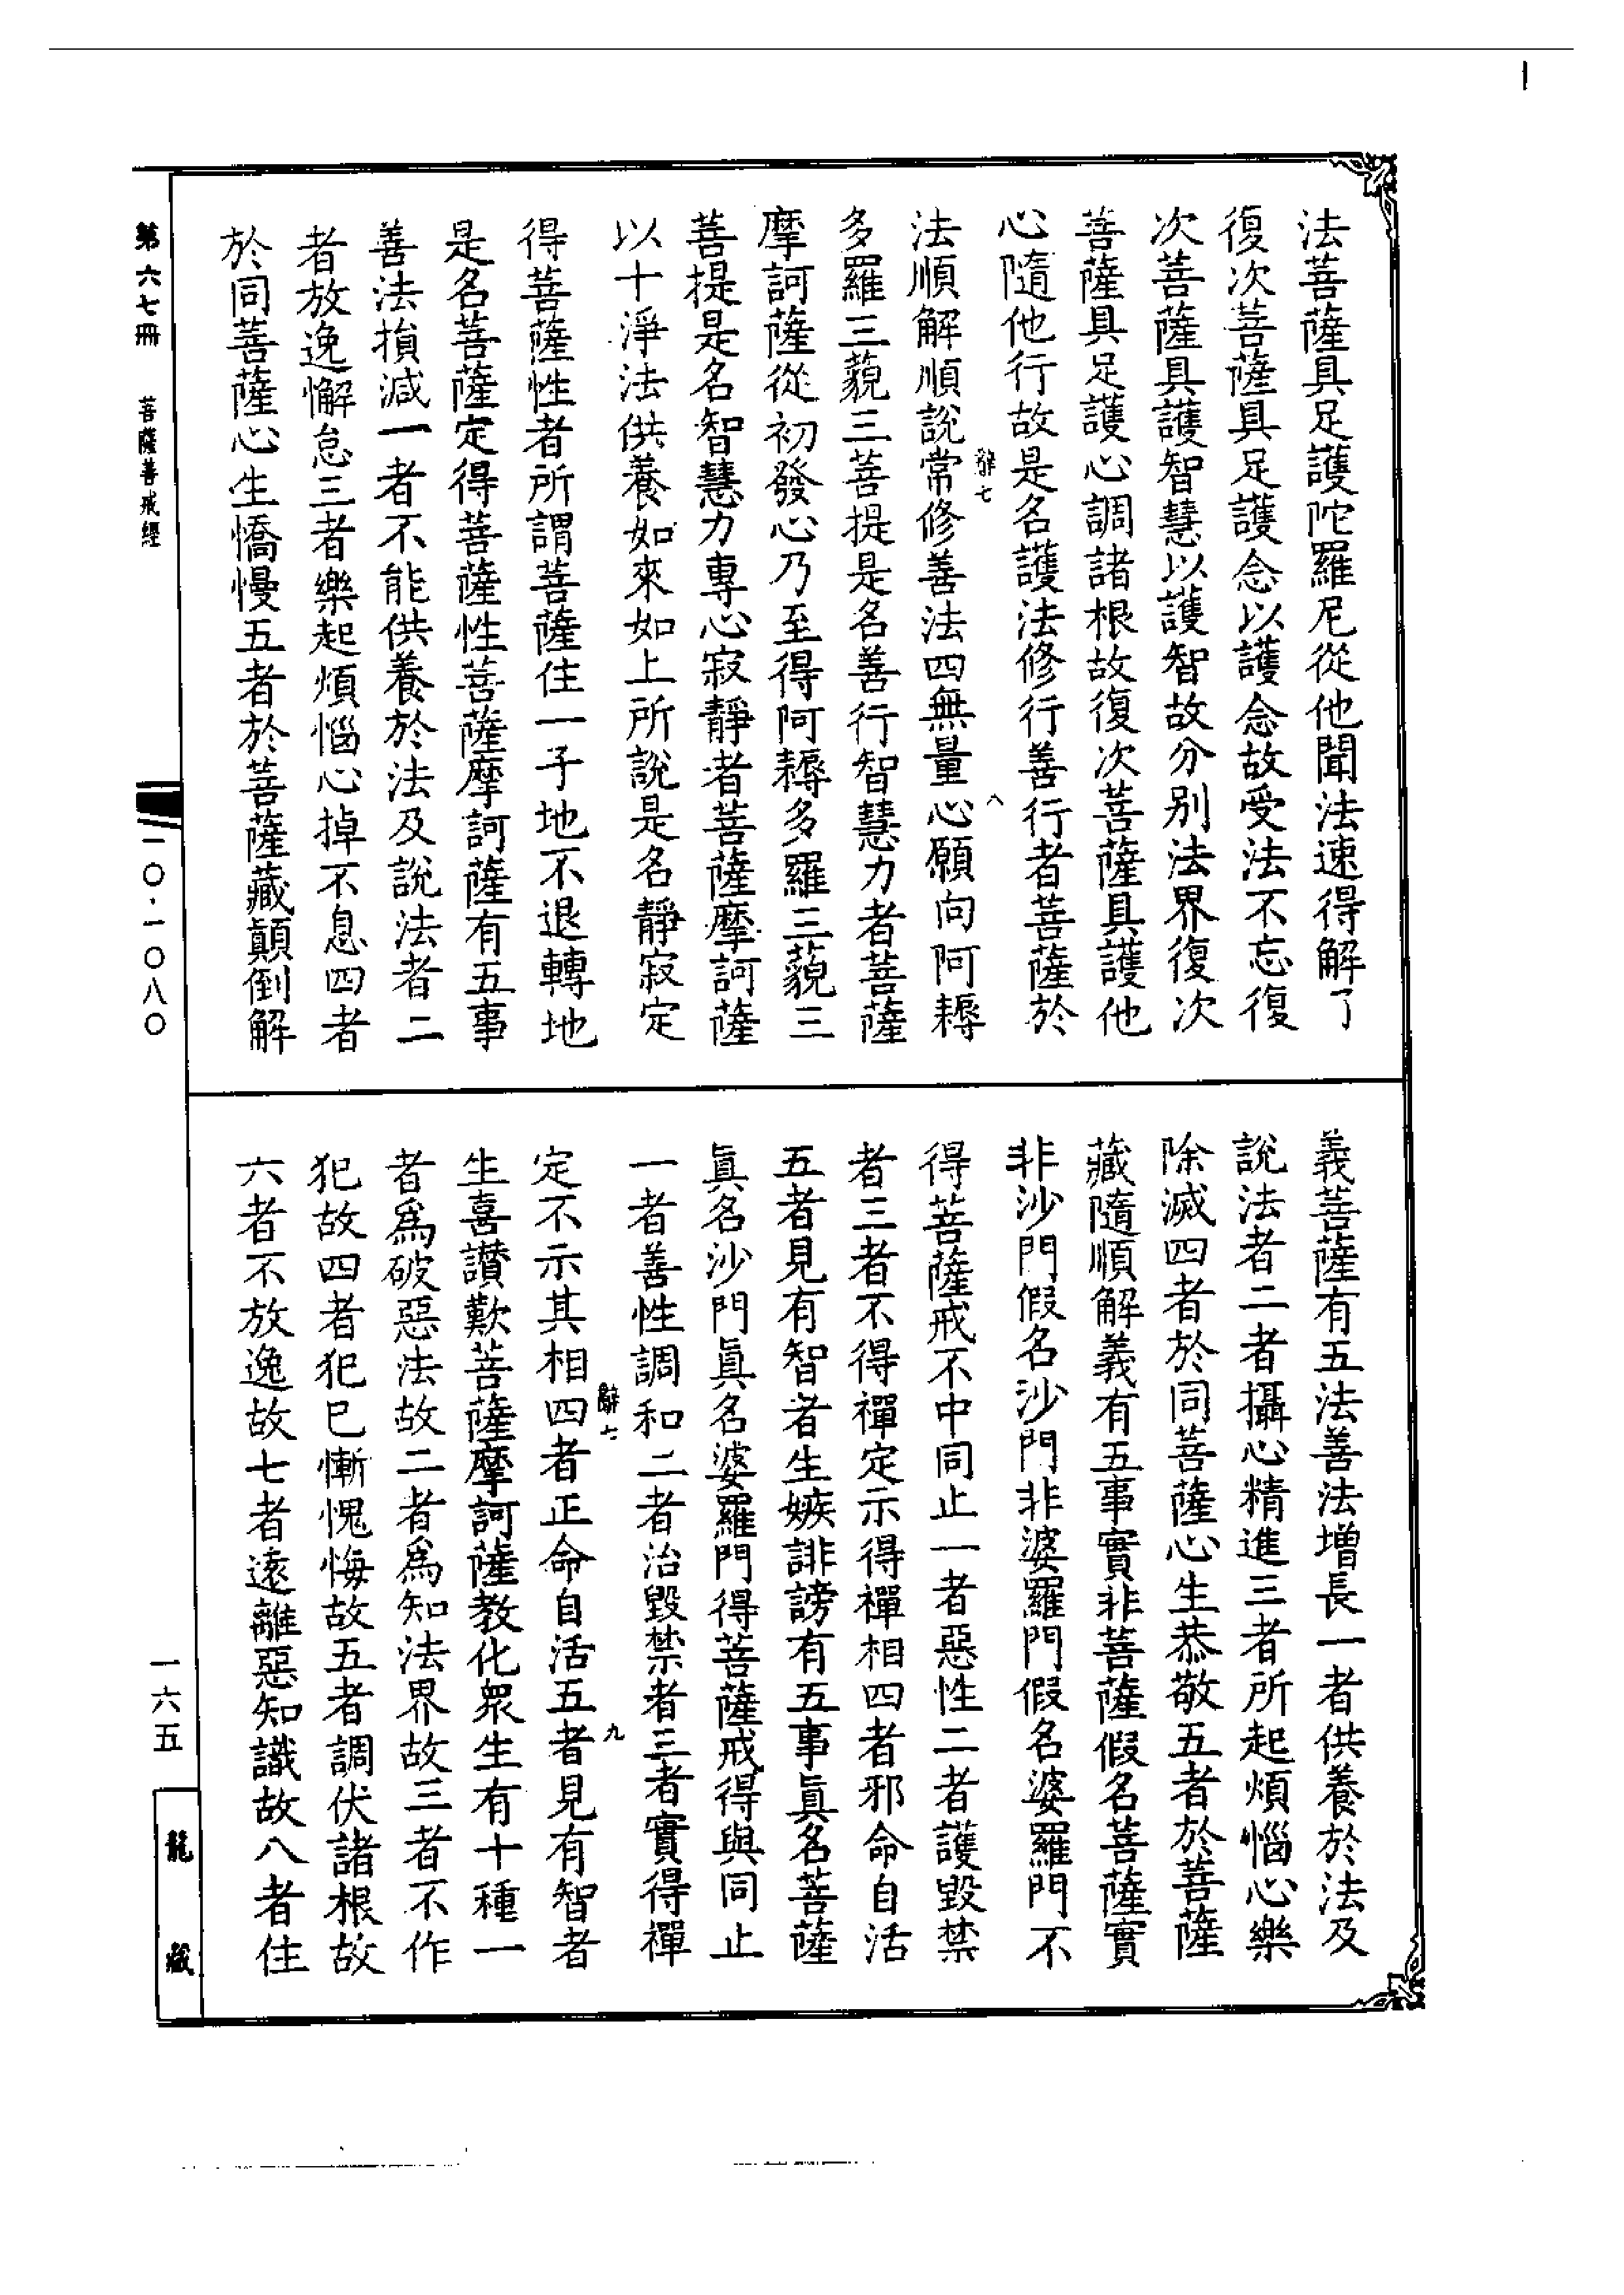 法菩薩具足護陀羅尼從他聞法速得解了
復次菩薩具足護念以護念故受法不忘復
次菩薩具護智慧以護智故分别法界復次
菩薩具足護心調諸根故復次菩薩具護他
心隨他行故是名護法修行善行者菩薩於
法順解順說常修善法四無量心願向阿耨
多羅三藐三菩提是名善行智慧力者菩薩
摩訶薩從初發心乃至得阿耨多羅三藐三
菩提是名智慧力專心寂靜者菩薩摩訶薩
以十淨法供養如來如上所說是名靜寂定
得菩薩性者所謂菩薩住一子地不退轉地
是名菩薩定得菩薩性菩薩摩訶薩有五事
善法損減一者不能供養於法及說法者二
者放逸懈怠三者樂起煩惱心掉不息四者
於同菩薩心生憍慢五者於菩薩藏顛倒解
義菩薩有五法善法增長一者供養於法及
說法者二者攝心精進三者所起煩惱心樂
除滅四者於同菩薩心生恭敬五者於菩薩
藏隨順解義有五事實非菩薩假名菩薩實
非沙門假名沙門非婆羅門假名婆羅門不
得菩薩戒不中同止一者惡性二者護毀禁
者三者不得禪定示得禪相四者邪命自活
五者見有智者生嫉誹謗有五事眞名菩薩
眞名沙門眞名婆羅門得菩薩戒得與同止
一者善性調和二者治毀禁者三者實得禪
定不示其相四者正命自活五者見有智者
生喜讚歎菩薩摩訶薩教化衆生有十種一
者爲破惡法故二者爲知法界故三者不作
犯故四者犯已慚愧悔故五者調伏諸根故
六者不放逸故七者遠離惡知識故八者住
辭七
八
辭七
九
第六七冊
菩薩善戒經
一〇·一〇八〇
一六五
龍藏